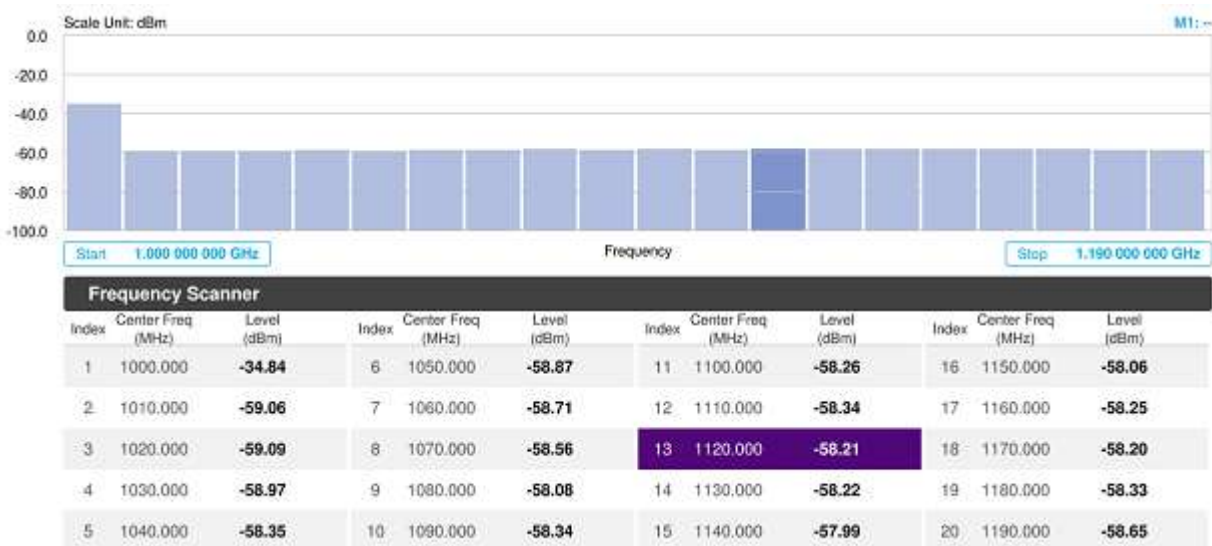 Scale Unit: dBm M1: --
0.0
-20.0
-40.0
-60.0
-80.0
-100.0
Start 1.000 000 000 GHz Frequency Stop 1.190 000 000 GHz
Frequency Scanner
Index Center Freq (MHz) Level (dBm) Index Center Freq (MHz) Level (dBm) Index Center Freq (MHz) Level (dBm) Index Center Freq (MHz) Level (dBm)
1 1000.000 -34.84 6 1050.000 -58.87 11 1100.000 -58.26 16 1150.000 -58.06
2 1010.000 -59.06 7 1060.000 -58.71 12 1110.000 -58.34 17 1160.000 -58.25
3 1020.000 -59.09 8 1070.000 -58.56 13 1120.000 -58.21 18 1170.000 -58.20
4 1030.000 -58.97 9 1080.000 -58.08 14 1130.000 -58.22 19 1180.000 -58.33
5 1040.000 -58.35 10 1090.000 -58.34 15 1140.000 -57.99 20 1190.000 -58.65